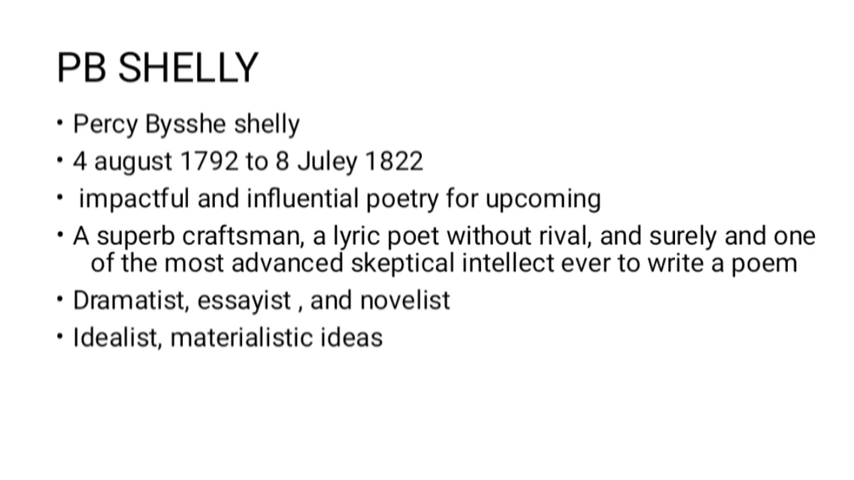 PB SHELLY
• Percy Bysshe shelly
• 4 august 1792 to 8 Juley 1822
• impactful and influential poetry for upcoming
• A superb craftsman, a lyric poet without rival, and surely and one
of the most advanced skeptical intellect ever to write a poem
• Dramatist, essayist , and novelist
• Idealist, materialistic ideas